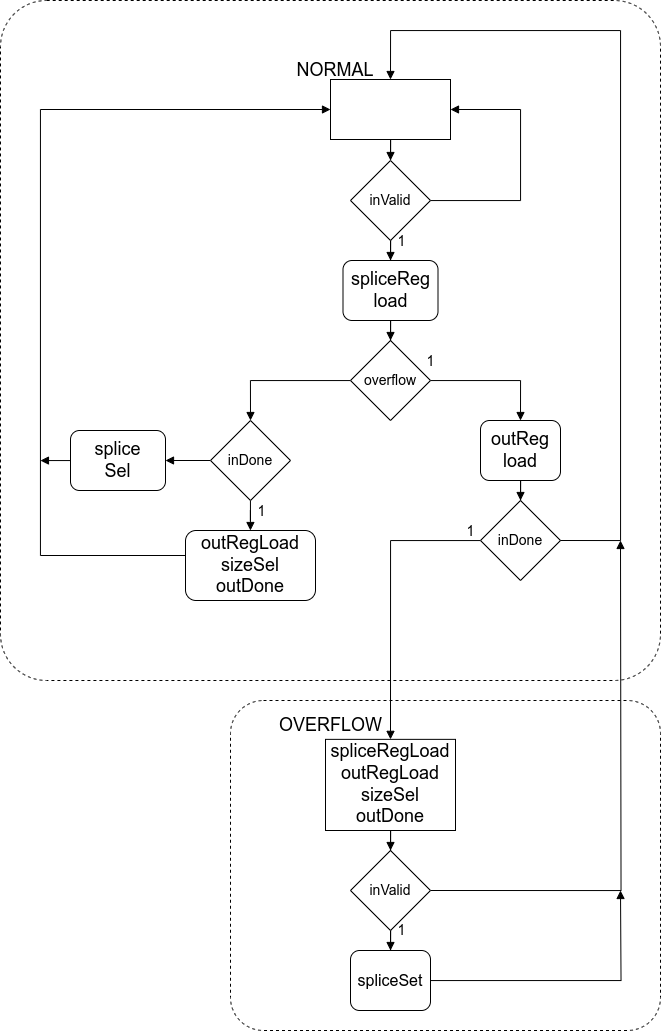 NORMAL
inValid
1
spliceReg
load
overflow
1
outReg
load
splice
Sel
inDone
1
outRegLoad
sizeSel
outDone
1
inDone
OVERFLOW
spliceRegLoad
outRegLoad
sizeSel
outDone
inValid
1
spliceSet